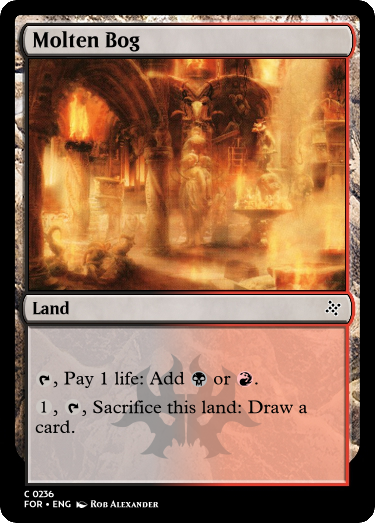 Molten Bog
Land
, Pay 1 life: Add or .
1 , , Sacrifice this land: Draw a
card.
C 0236
FOR • ENG Rob Alexander